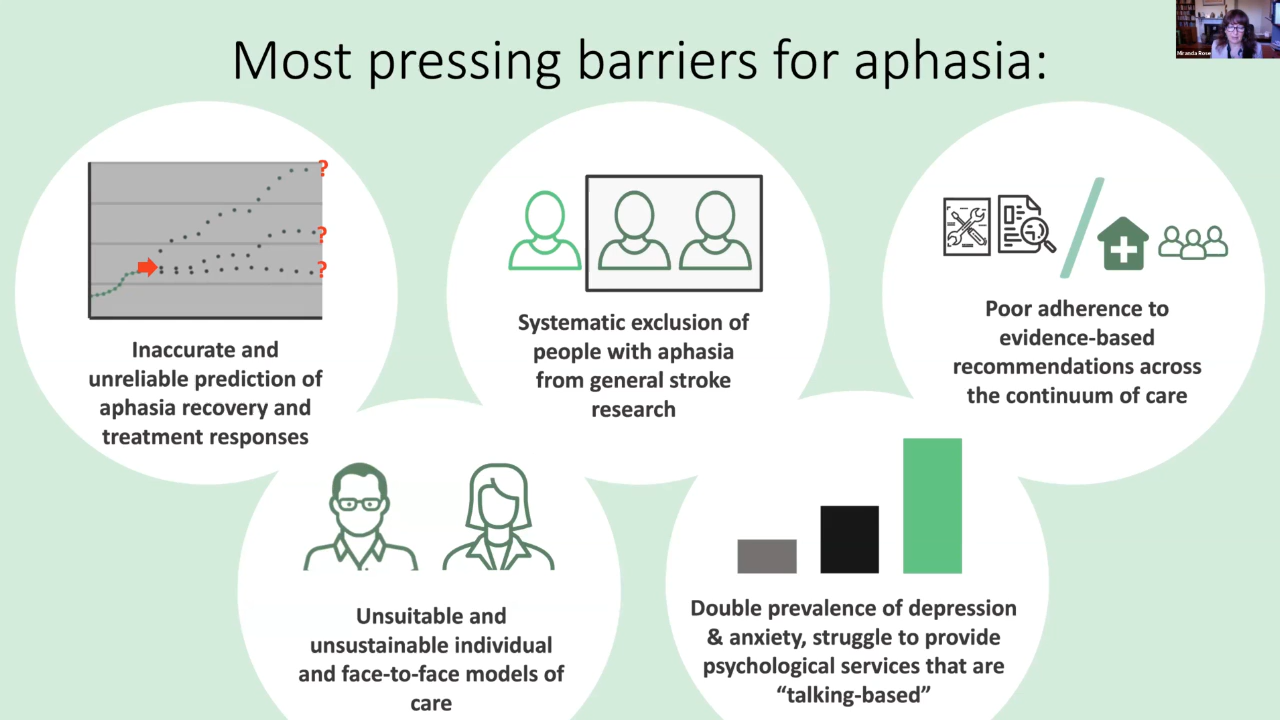 Most pressing barriers for aphasia:
Miranda Rose
?
?
?
Inaccurate and
unreliable prediction of
aphasia recovery and
treatment responses
Systematic exclusion of
people with aphasia
from general stroke
research
Poor adherence to
evidence-based
recommendations across
the continuum of care
Unsuitable and
unsustainable individual
and face-to-face models of
care
Double prevalence of depression
& anxiety, struggle to provide
psychological services that are
“talking-based”